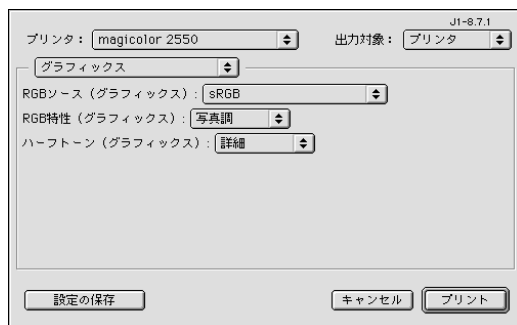 J1-8.7.1
プリンタ： magicolor 2550 出力対象： プリンタ
グラフィックス
RGBソース（グラフィックス）： sRGB
RGB特性（グラフィックス）： 写真調
ハーフトーン（グラフィックス）： 詳細
設定の保存 キャンセル プリント